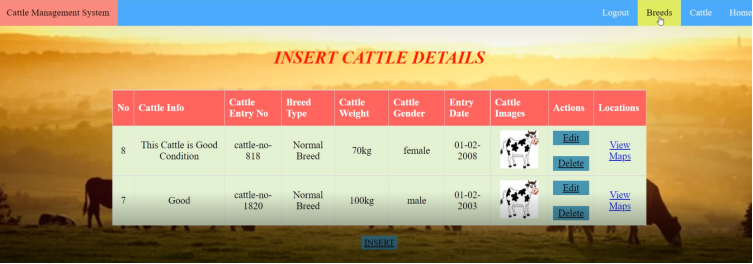 Cattle Management System Logout Breeds Cattle Home
INSERT CATTLE DETAILS
No Cattle Info Cattle Entry No Breed Type Cattle Weight Cattle Gender Entry Date Cattle Images Actions Locations
8 This Cattle is Good Condition cattle-no-818 Normal Breed 70kg female 01-02-2008 Edit Delete View Maps
7 Good cattle-no-1820 Normal Breed 100kg male 01-02-2003 Edit Delete View Maps
INSERT